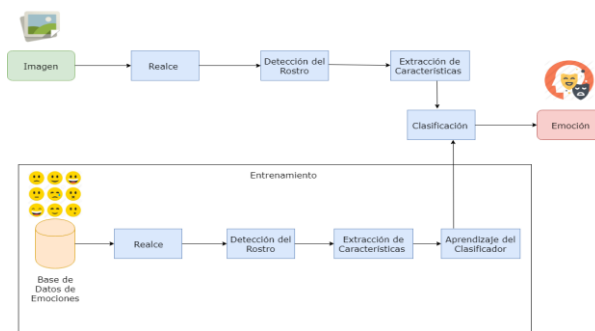 Imagen
Realce
Detección del
Rostro
Extracción de
Características
Clasificación
Emoción
Entrenamiento
Base de
Datos de
Emociones
Realce
Detección del
Rostro
Extracción de
Características
Aprendizaje del
Clasificador